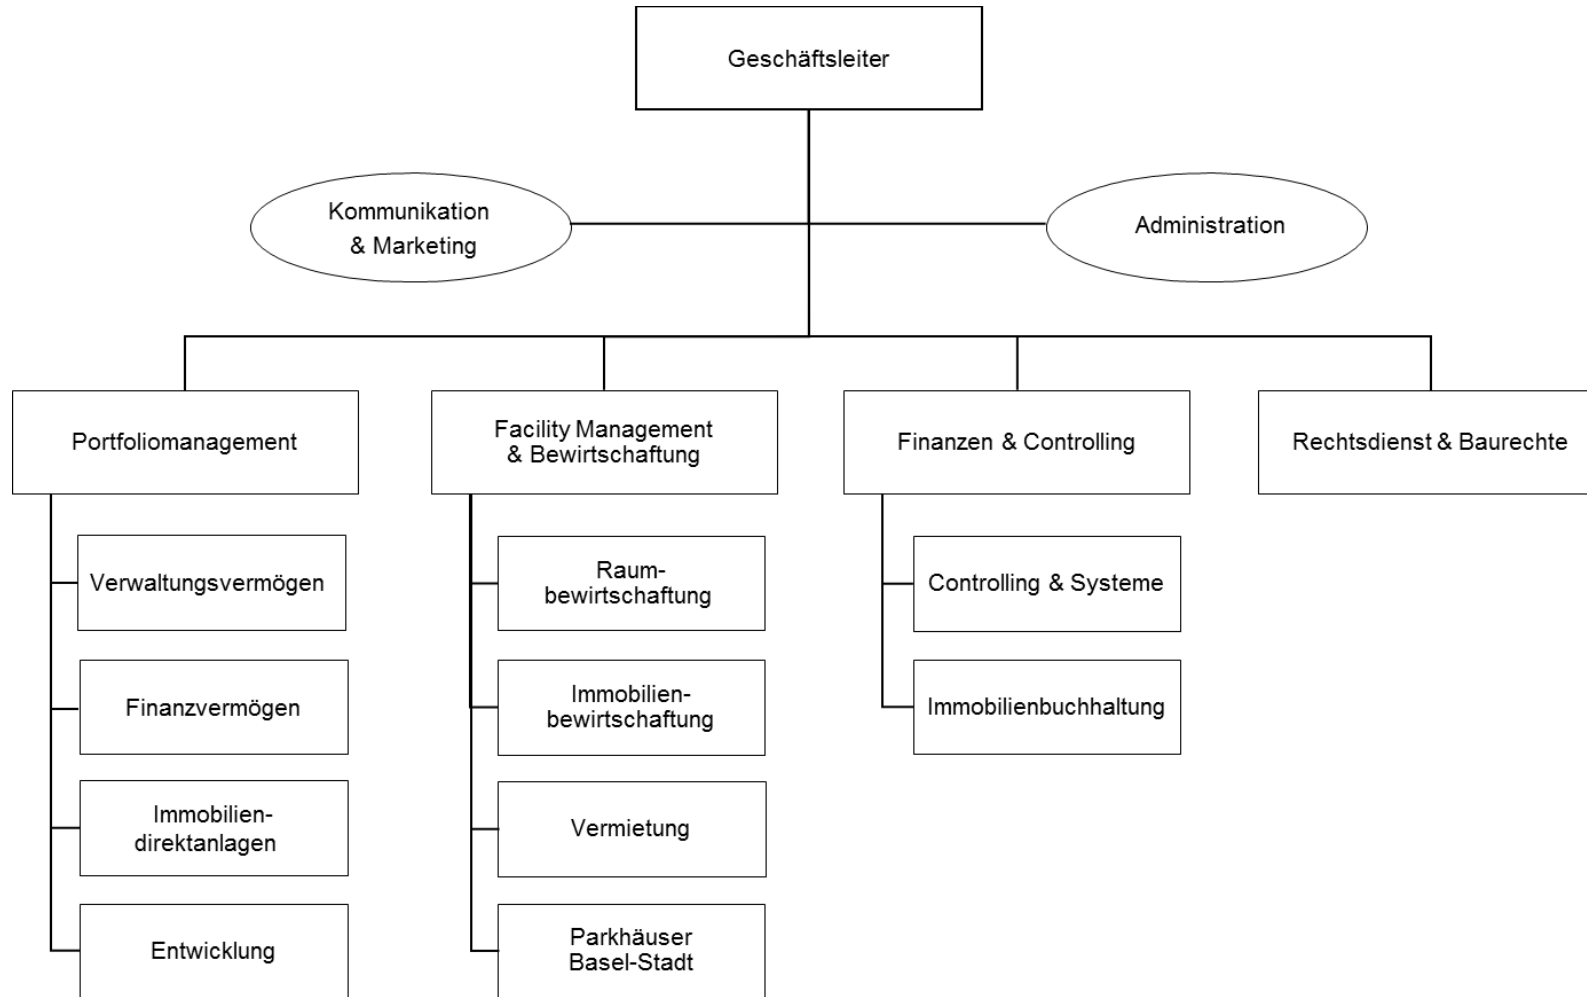 Geschäftsleiter
Kommunikation
& Marketing
Administration
Portfoliomanagement
Facility Management
& Bewirtschaftung
Finanzen & Controlling
Rechtsdienst & Baurechte
Verwaltungsvermögen
Finanzvermögen
Immobilien-
direktanlagen
Entwicklung
Raum-
bewirtschaftung
Immobilien-
bewirtschaftung
Vermietung
Parkhäuser
Basel-Stadt
Controlling & Systeme
Immobilienbuchhaltung